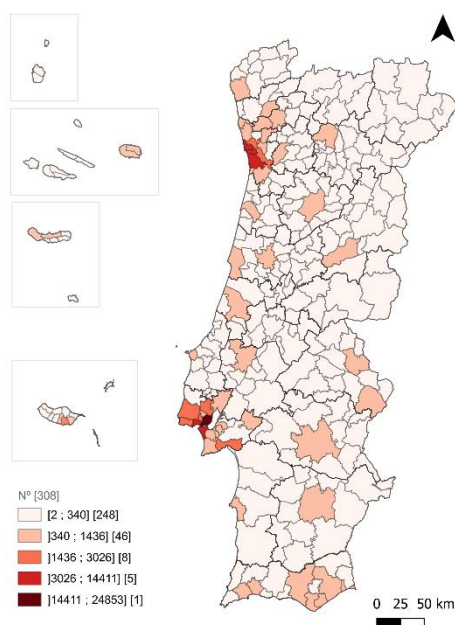 Nº [308]
[2 ; 340] [248]
]340 ; 1436] [46]
]1436 ; 3026] [8]
]3026 ; 14411] [5]
]14411 ; 24853] [1]
0 25 50 km